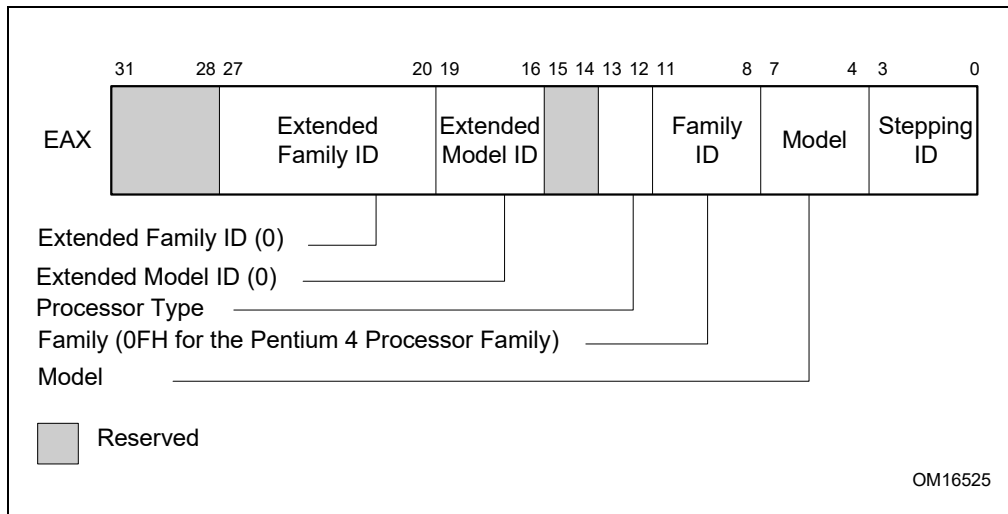 31 28 27 20 19 16 15 14 13 12 11 8 7 4 3 0
EAX
Extended Family ID
Extended Model ID
Family ID
Model
Stepping ID
Extended Family ID (0)
Extended Model ID (0)
Processor Type
Family (0FH for the Pentium 4 Processor Family)
Model
Reserved
OM16525